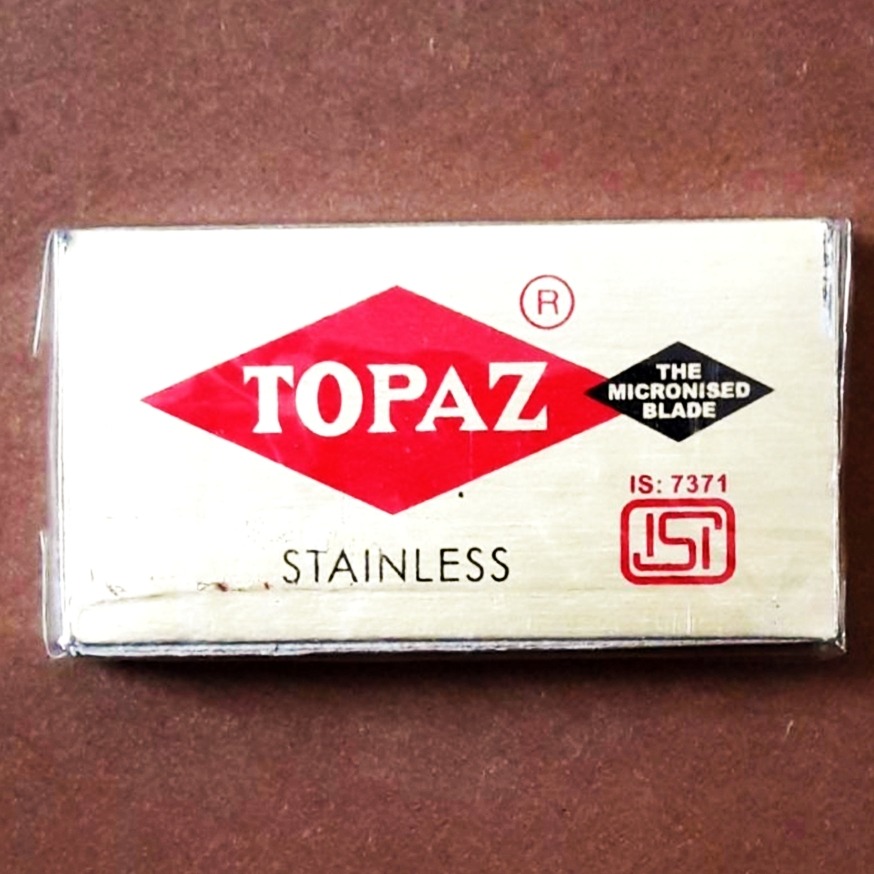 ®
TOPAZ
THE
MICRONISED
BLADE
IS: 7371
ISI
STAINLESS